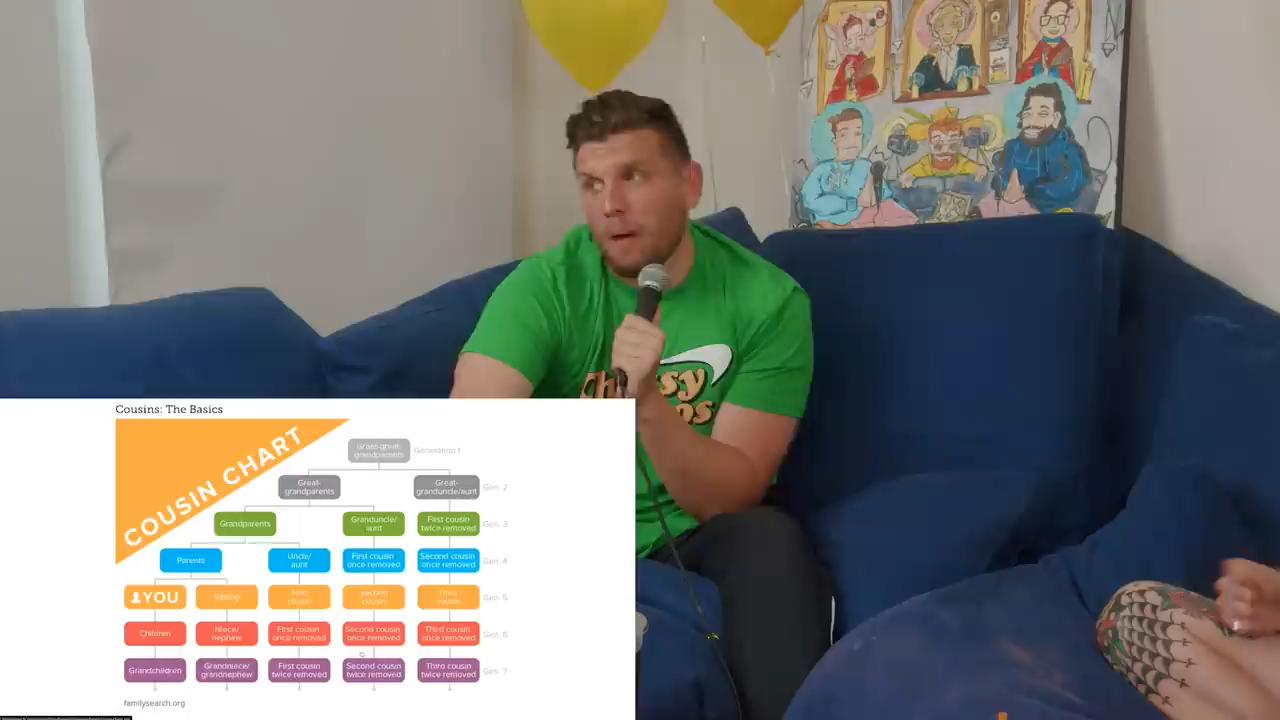 Cousins: The Basics
COUSIN CHART
Great-great-
grandparents
Generation 1
Great-
grandparents
Great-
granduncle/aunt
Gen. 2
Grandparents
Granduncle/
aunt
First cousin
twice removed
Gen. 3
Parents
Uncle/
aunt
First cousin
once removed
Second cousin
once removed
Gen. 4
YOU
Sibling
First
cousin
Second
cousin
Third
cousin
Gen. 5
Children
Niece/
nephew
First cousin
once removed
Second cousin
once removed
Third cousin
once removed
Gen. 6
Grandchildren
Grandniece/
grandnephew
First cousin
twice removed
Second cousin
twice removed
Third cousin
twice removed
Gen. 7
familysearch.org